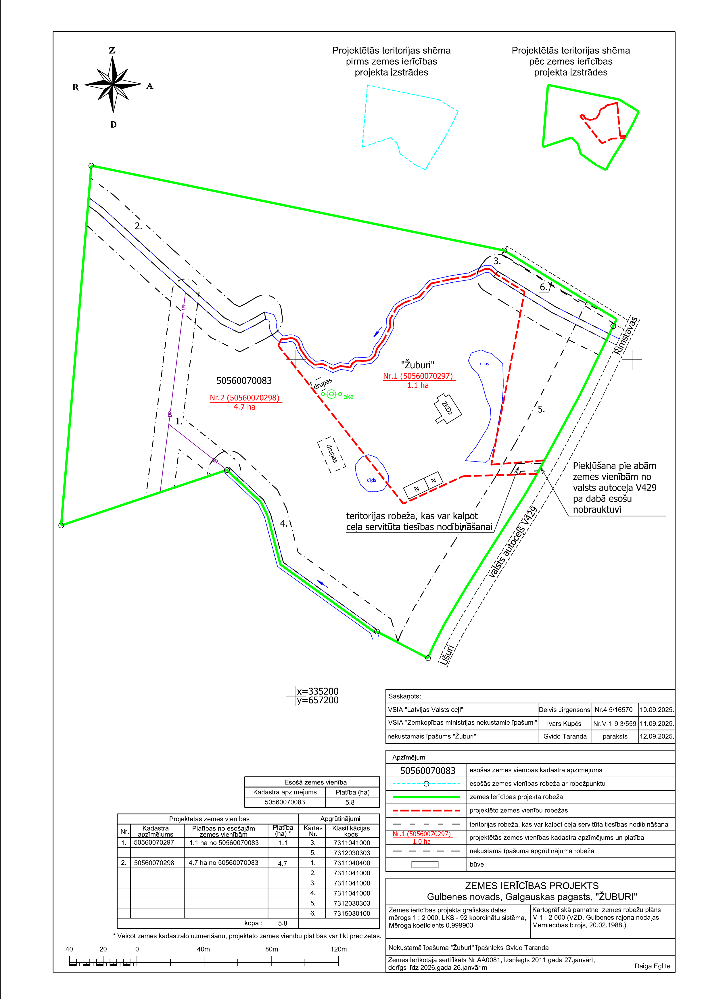 Z
R
A
D
Projektētās teritorijas shēma
pirms zemes ierīcības
projekta izstrādes
Projektētās teritorijas shēma
pēc zemes ierīcības
projekta izstrādes
2.
3.
6.
DR
Rimstavas
"Žuburi"
Nr.1 (50560070297)
1.1 ha
dīķis
50560070083
Nr.2 (50560070298)
4.7 ha
drupas
aka
2KDz
5.
DR
1.
drupas
DR
dīķis
N
N
Piekļūšana pie abām
zemes vienībām no
valsts autoceļa V429
pa dabā esošu
nobrauktuvi
teritorijas robeža, kas var kalpot
ceļa servitūta tiesības nodibināšanai
4.
valsts autoceļš V429
Ušuri
x=335200
y=657200
Saskaņots:
VSIA "Latvijas Valsts ceļi" Deivis Jirgensons Nr.4.5/16570 10.09.2025.
VSIA "Zemkopības ministrijas nekustamie īpašumi" Ivars Kupčs Nr.V-1-9.3/559 11.09.2025.
nekustamais īpašums "Žuburi" Gvido Taranda paraksts 12.09.2025.
Apzīmējumi
50560070083 esošās zemes vienības kadastra apzīmējums
esošās zemes vienības robeža ar robežpunktu
zemes ierīcības projekta robeža
projektēto zemes vienību robežas
teritorijas robeža, kas var kalpot ceļa servitūta tiesības nodibināšanai
Nr.1 (50560070297)
1.0 ha
projektētās zemes vienības kadastra apzīmējums un platība
nekustamā īpašuma apgrūtinājuma robeža
būve
Esošā zemes vienība
Kadastra apzīmējums Platība (ha)
50560070083 5.8
Projektētās zemes vienības Apgrūtinājumi
Nr. Kadastra apzīmējums Platības no esošajām zemes vienībām Platība (ha) * Kārtas Nr. Klasifikācijas kods
1. 50560070297 1.1 ha no 50560070083 1.1 3. 7311041000
5. 7312030303
2. 50560070298 4.7 ha no 50560070083 4.7 1. 7311040400
2. 7311041000
3. 7311041000
4. 7311041000
5. 7312030303
6. 7315030100
kopā : 5.8
* Veicot zemes kadastrālo uzmērīšanu, projektēto zemes vienību platības var tikt precizētas.
40 20 0 40m 80m 120m
ZEMES IERĪCĪBAS PROJEKTS
Gulbenes novads, Galgauskas pagasts, "ŽUBURI"
Zemes ierīcības projekta grafiskās daļas
mērogs 1 : 2 000, LKS - 92 koordinātu sistēma,
Mēroga koeficients 0.999903
Kartogrāfiskā pamatne: zemes robežu plāns
M 1 : 2 000 (VZD, Gulbenes rajona nodaļas
Mērniecības birojs, 20.02.1988.)
Nekustamā īpašuma "Žuburi" īpašnieks Gvido Taranda
Zemes ierīkotāja sertifikāts Nr.AA0081, izsniegts 2011.gada 27.janvārī,
derīgs līdz 2026.gada 26.janvārim
Daiga Eglīte